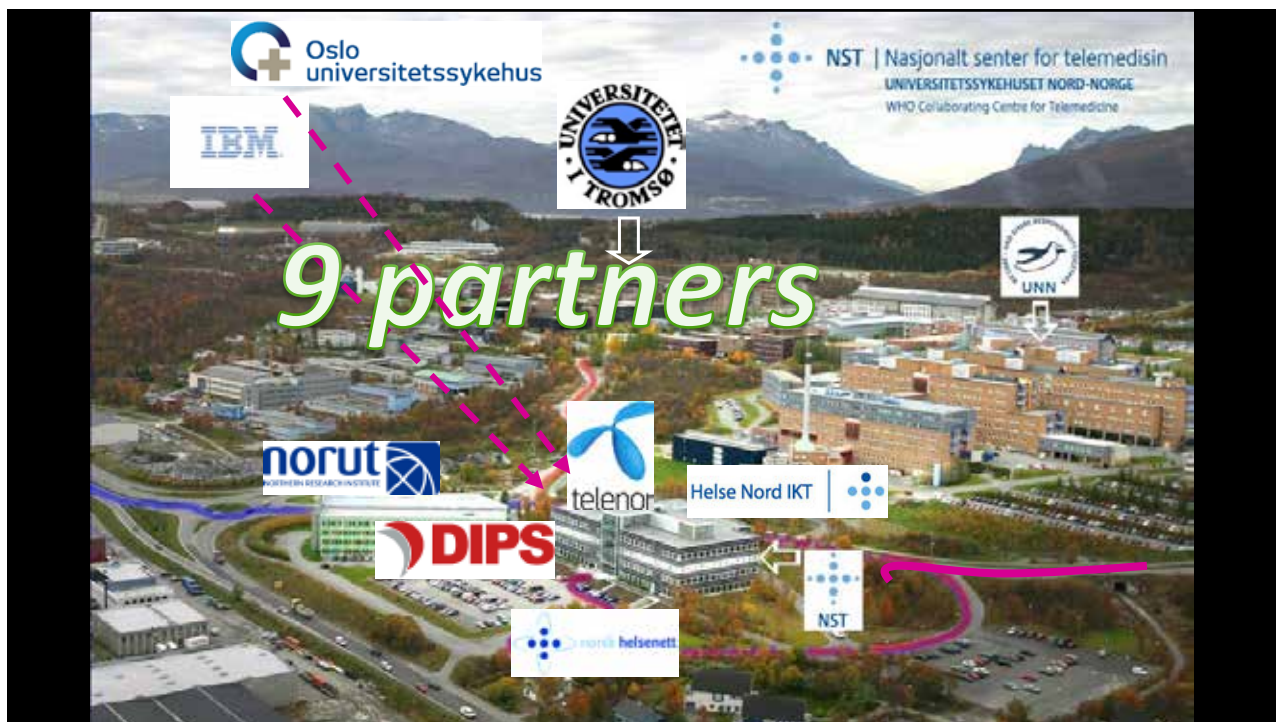 Oslo
universitetssykehus
NST | Nasjonalt senter for telemedisin
UNIVERSITETSSYKEHUSET NORD-NORGE
WHO Collaborating Centre for Telemedicine
IBM
UNIVERSITETET
I TROMSØ
UNN
9 partners
norut
NORTHERN RESEARCH INSTITUTE
telenor
Helse Nord IKT
DIPS
NST
norsk helsenett